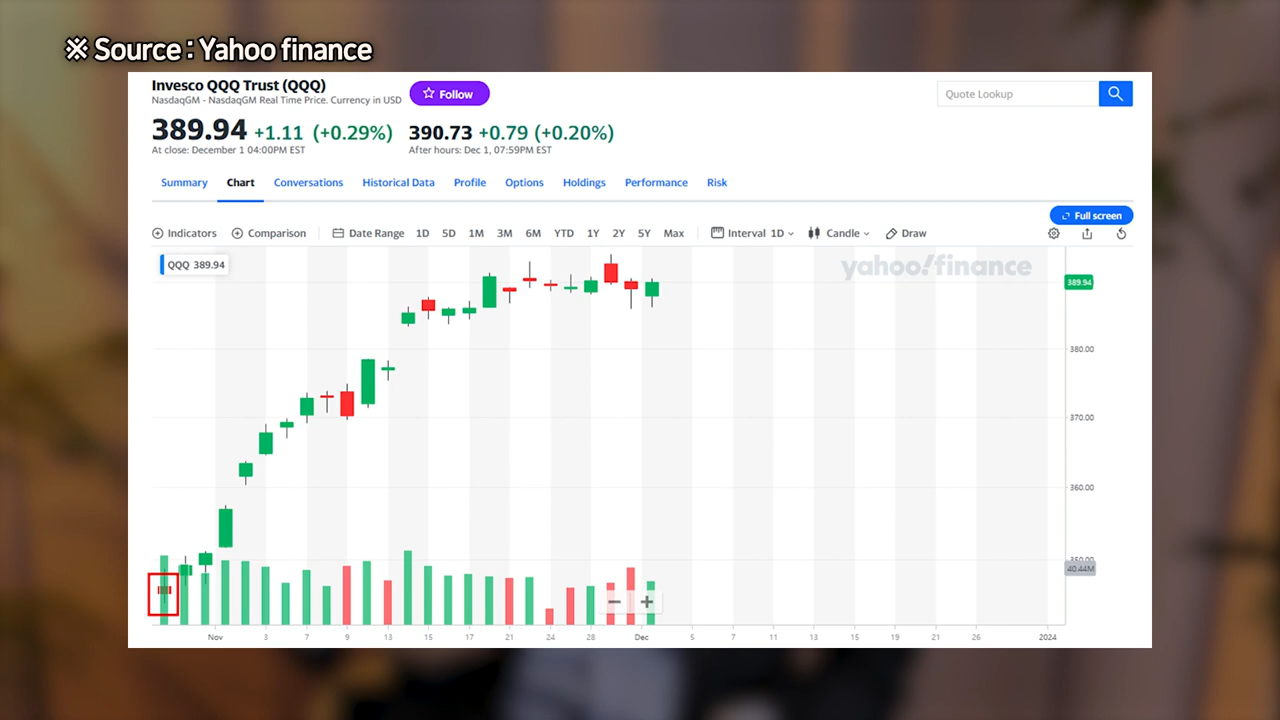 ※ Source : Yahoo finance
Invesco QQQ Trust (QQQ)
NasdaqGM - NasdaqGM Real Time Price. Currency in USD
Follow
Quote Lookup
389.94 +1.11 (+0.29%) 390.73 +0.79 (+0.20%)
At close: December 1 04:00PM EST After hours: Dec 1, 07:59PM EST
Summary Chart Conversations Historical Data Profile Options Holdings Performance Risk
Full screen
Indicators Comparison Date Range 1D 5D 1M 3M 6M YTD 1Y 2Y 5Y Max Interval 1D Candle Draw
QQQ 389.94
yahoo!finance
389.94
380.00
370.00
360.00
350.00
40.44M
Nov 3 7 9 13 15 17 21 24 28 Dec 5 7 11 13 15 19 21 26 2024